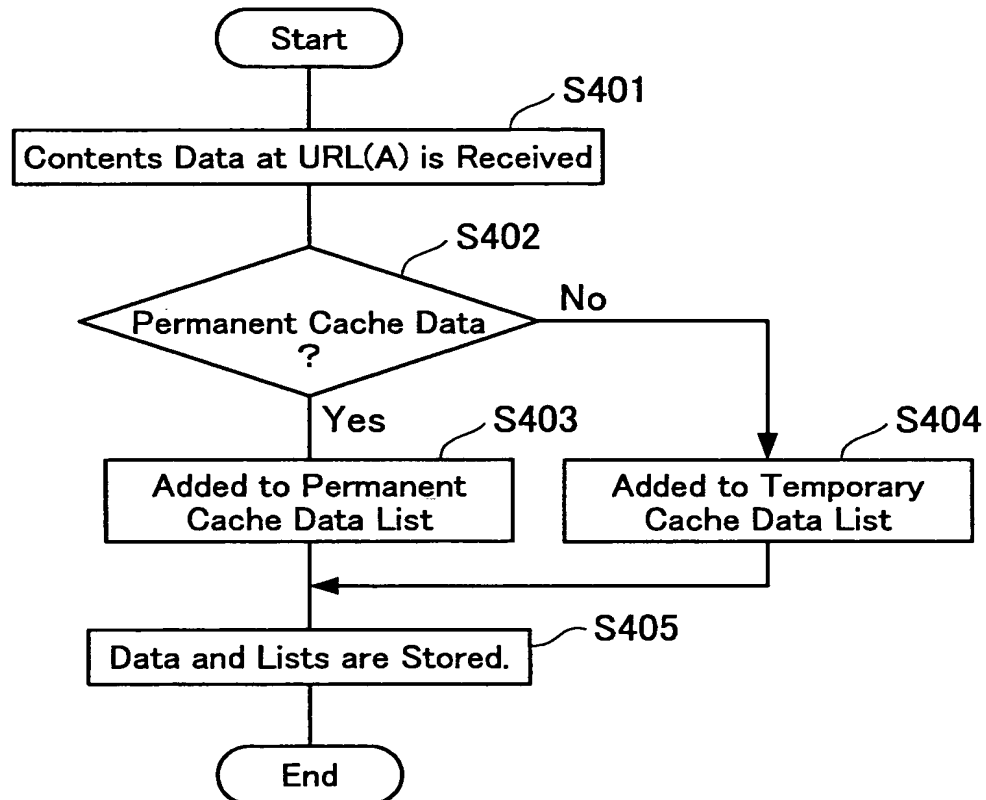 Start
S401
Contents Data at URL(A) is Received
S402
Permanent Cache Data
?
No
Yes
S403
S404
Added to Permanent
Cache Data List
Added to Temporary
Cache Data List
S405
Data and Lists are Stored.
End